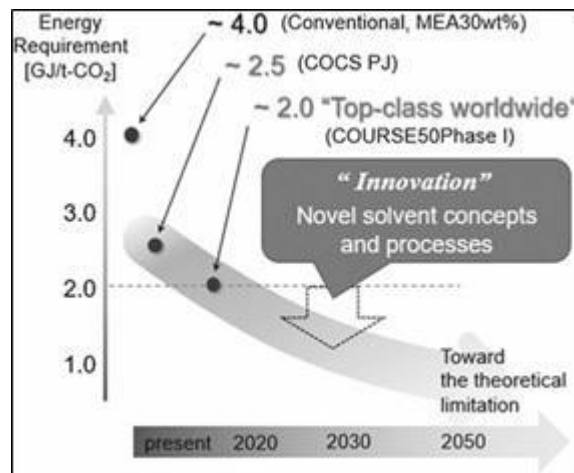 Energy
Requirement
[GJ/t-CO₂]
~ 4.0 (Conventional, MEA30wt%)
~ 2.5 (COCS PJ)
~ 2.0 "Top-class worldwide"
(COURSE50Phase I)
4.0
3.0
2.0
1.0
“ Innovation”
Novel solvent concepts
and processes
Toward
the theoretical
limitation
present 2020 2030 2050